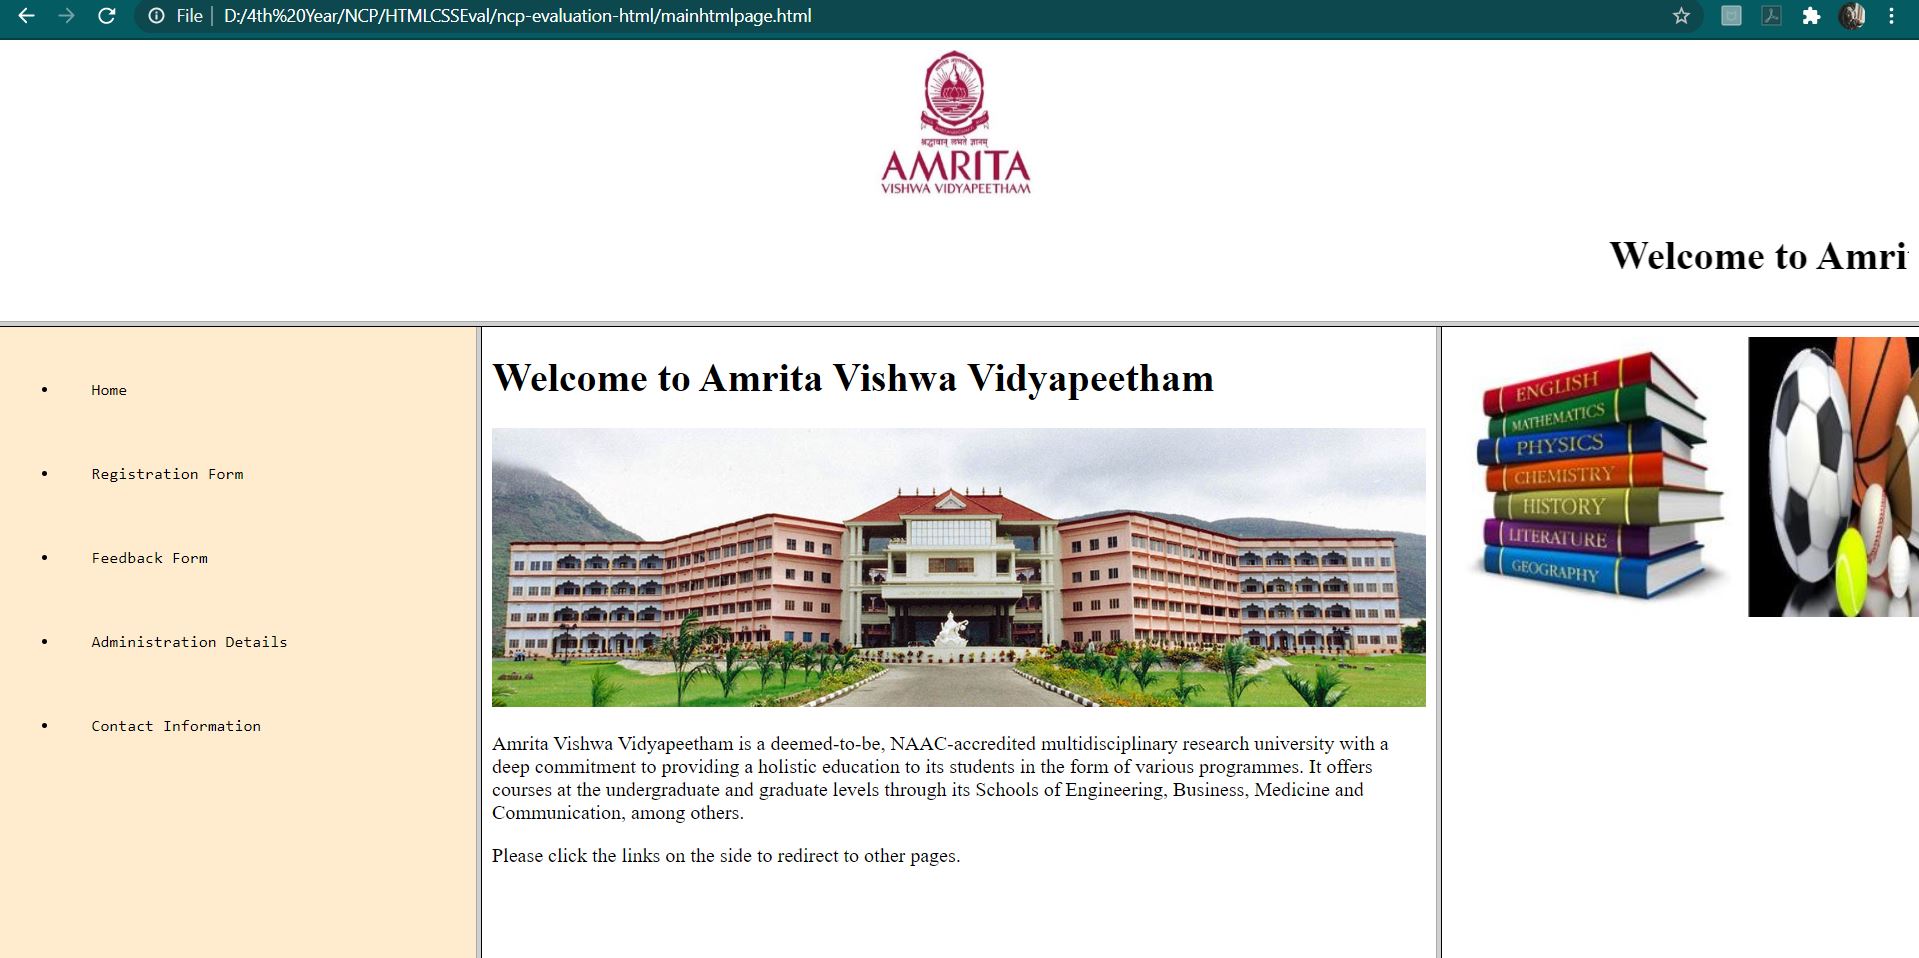 File
D:/4th%20Year/NCP/HTMLCSSEval/ncp-evaluation-html/mainhtmlpage.html
श्रद्धावान् लभते ज्ञानम्
AMRITA
VISHWA VIDYAPEETHAM
Welcome to Amri
Home
Registration Form
Feedback Form
Administration Details
Contact Information
Welcome to Amrita Vishwa Vidyapeetham
Amrita Vishwa Vidyapeetham is a deemed-to-be, NAAC-accredited multidisciplinary research university with a
deep commitment to providing a holistic education to its students in the form of various programmes. It offers
courses at the undergraduate and graduate levels through its Schools of Engineering, Business, Medicine and
Communication, among others.
Please click the links on the side to redirect to other pages.
ENGLISH
MATHEMATICS
PHYSICS
CHEMISTRY
HISTORY
LITERATURE
GEOGRAPHY